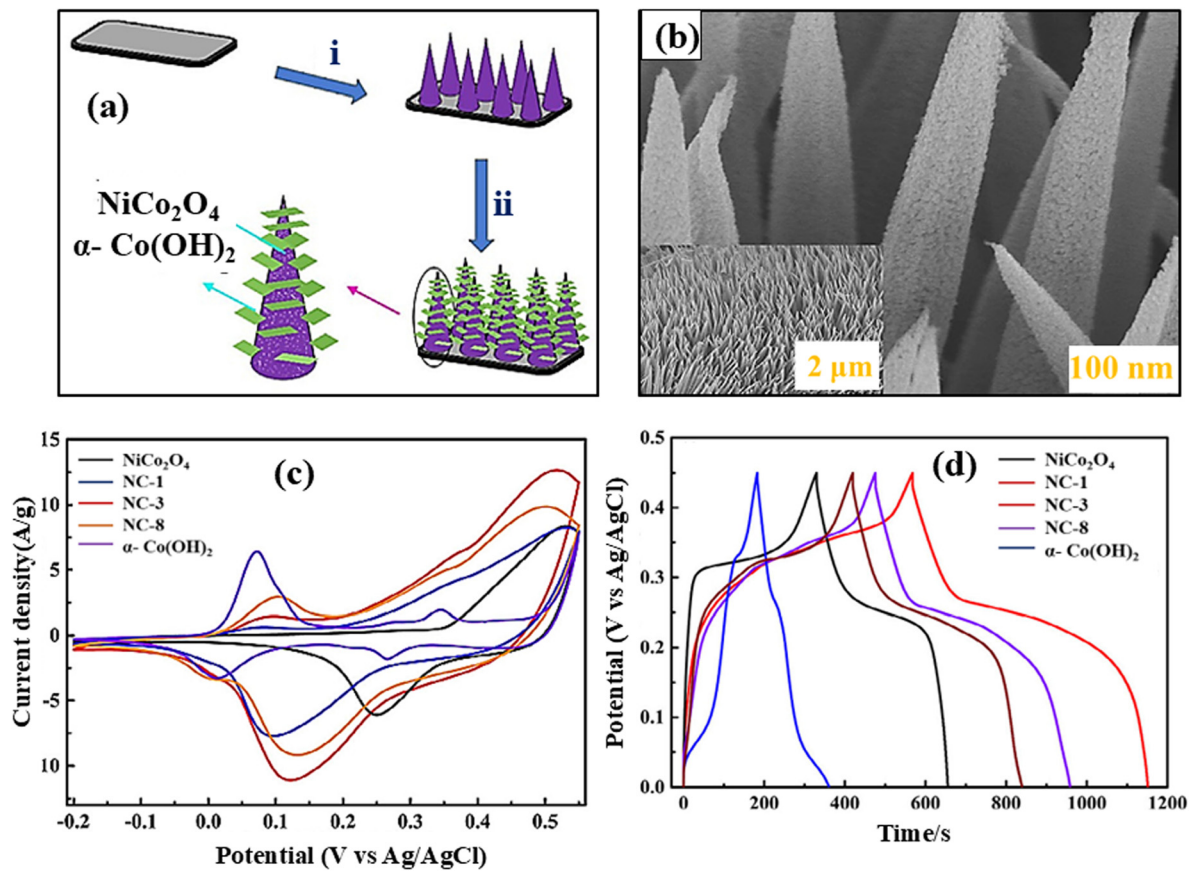 (a)
i
ii
NiCo₂O₄
α- Co(OH)₂
(b)
2 μm
100 nm
(c)
NiCo₂O₄
NC-1
NC-3
NC-8
α- Co(OH)₂
15
10
5
0
-5
10
Current density(A/g)
-0.2 -0.1 0.0 0.1 0.2 0.3 0.4 0.5
Potential (V vs Ag/AgCl)
(d)
NiCo₂O₄
NC-1
NC-3
NC-8
α- Co(OH)₂
0.5
0.4
0.3
0.2
0.1
0.0
Potential (V vs Ag/AgCl)
0 200 400 600 800 1000 1200
Time/s